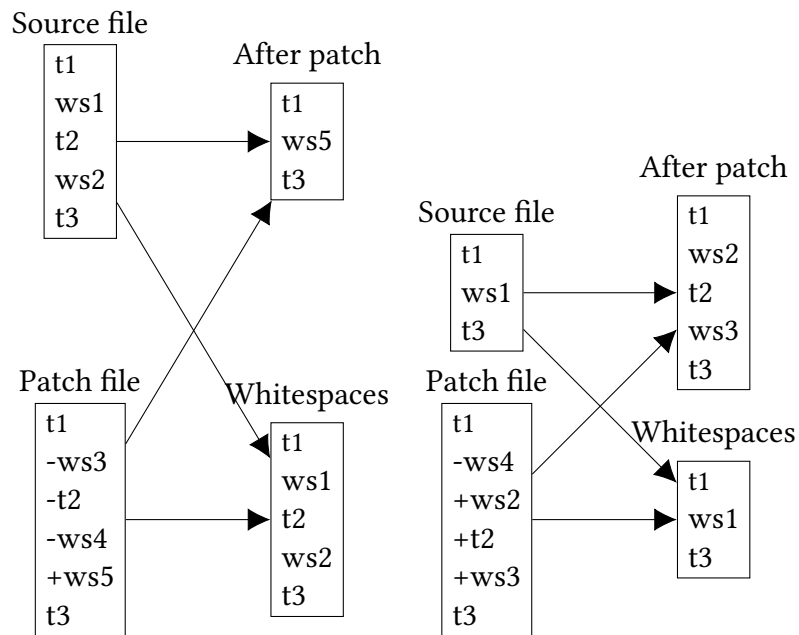 Source file
t1
ws1
t2
ws2
t3
After patch
t1
ws5
t3
Patch file
t1
-ws3
-t2
-ws4
+ws5
t3
Whitespaces
t1
ws1
t2
ws2
t3
Source file
t1
ws1
t3
After patch
t1
ws2
t2
ws3
t3
Patch file
t1
-ws4
+ws2
+t2
+ws3
t3
Whitespaces
t1
ws1
t3